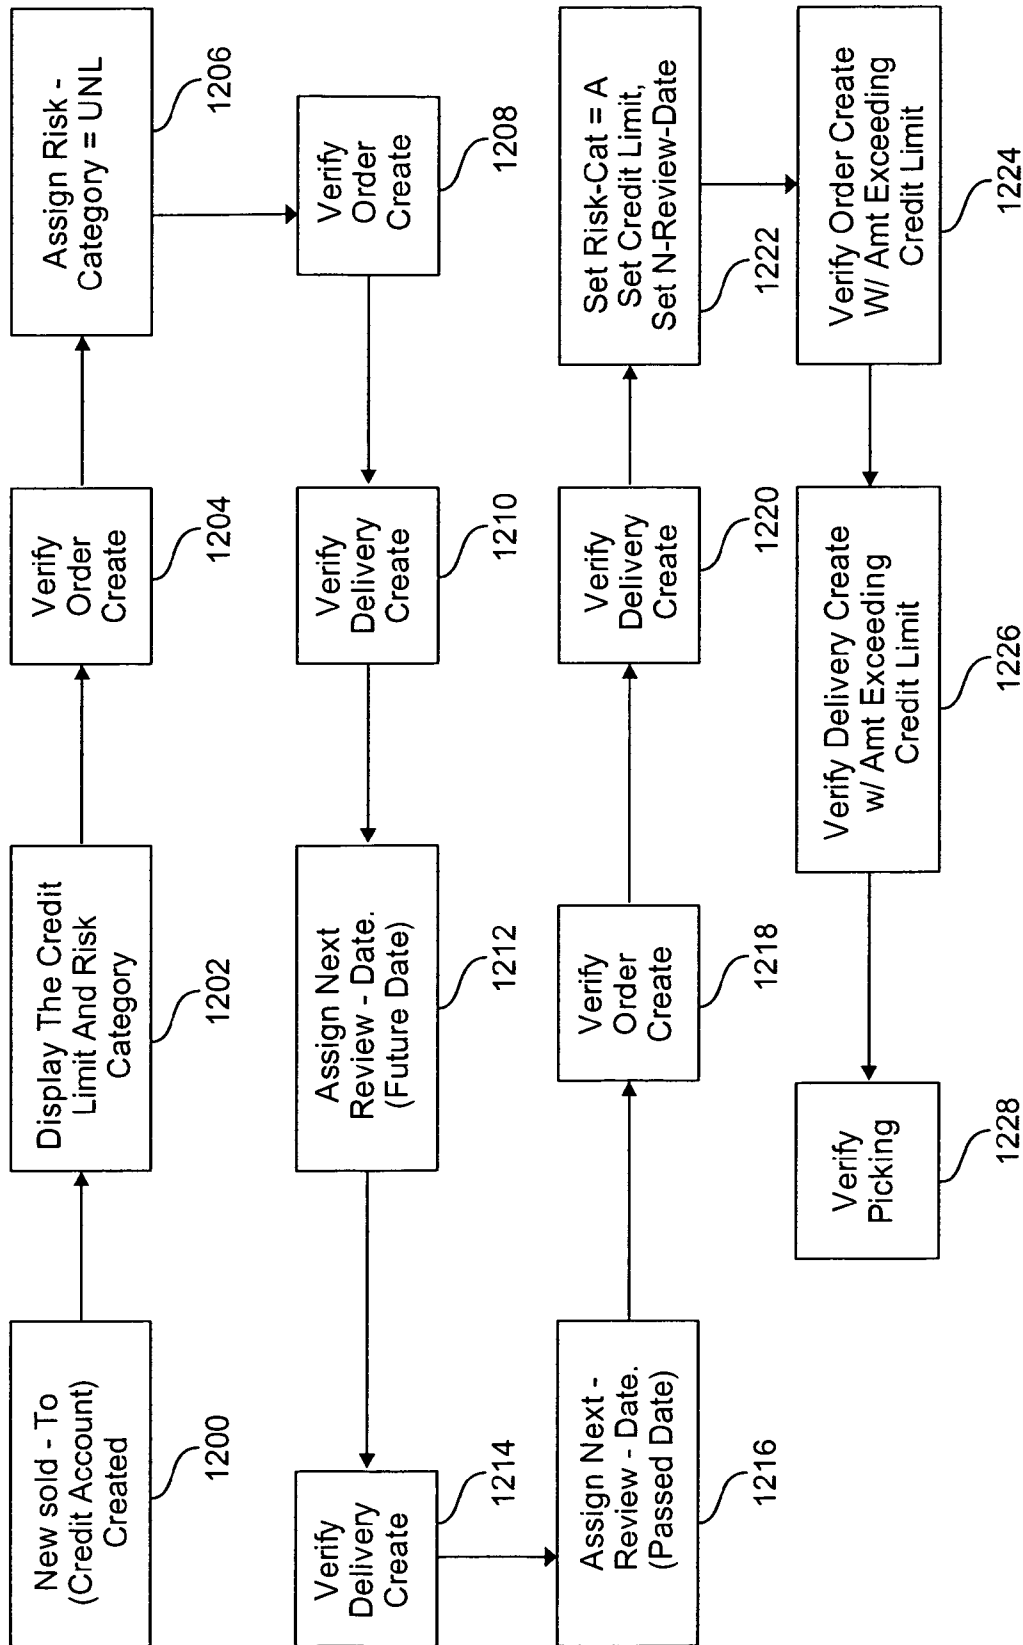 New sold - To
(Credit Account)
Created
1200
Display The Credit
Limit And Risk
Category
1202
Verify
Order
Create
1204
Assign Risk -
Category = UNL
1206
Verify
Order
Create
1208
Verify
Delivery
Create
1210
Assign Next
Review - Date.
(Future Date)
1212
Verify
Delivery
Create
1214
Assign Next -
Review - Date.
(Passed Date)
1216
Verify
Order
Create
1218
Verify
Delivery
Create
1220
Set Risk-Cat = A
Set Credit Limit,
Set N-Review-Date
1222
Verify Order Create
W/ Amt Exceeding
Credit Limit
1224
Verify Delivery Create
w/ Amt Exceeding
Credit Limit
1226
Verify
Picking
1228